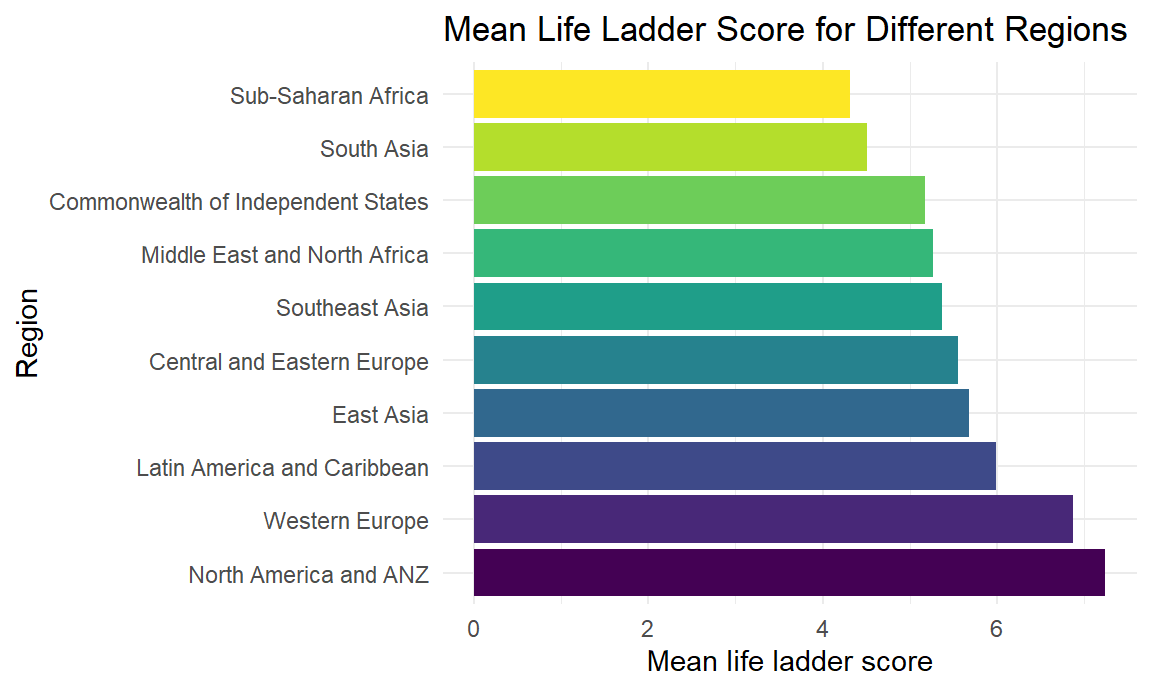 Mean Life Ladder Score for Different Regions
Region
Sub-Saharan Africa
South Asia
Commonwealth of Independent States
Middle East and North Africa
Southeast Asia
Central and Eastern Europe
East Asia
Latin America and Caribbean
Western Europe
North America and ANZ
0 2 4 6
Mean life ladder score